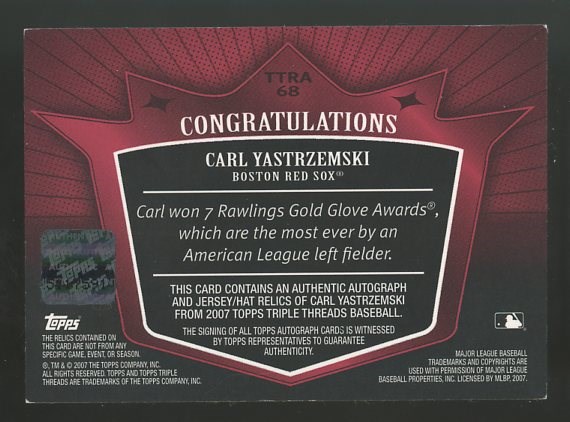 TTRA
68
CONGRATULATIONS
CARL YASTRZEMSKI
BOSTON RED SOX®
Carl won 7 Rawlings Gold Glove Awards®,
which are the most ever by an
American League left fielder.
THIS CARD CONTAINS AN AUTHENTIC AUTOGRAPH
AND JERSEY/HAT RELICS OF CARL YASTRZEMSKI
FROM 2007 TOPPS TRIPLE THREADS BASEBALL.
THE SIGNING OF ALL TOPPS AUTOGRAPH CARDS IS WITNESSED
BY TOPPS REPRESENTATIVES TO GUARANTEE
AUTHENTICITY.
Topps
THE RELICS CONTAINED ON
THIS CARD ARE NOT FROM ANY
SPECIFIC GAME, EVENT, OR SEASON.
®, TM & © 2007 THE TOPPS COMPANY, INC.
ALL RIGHTS RESERVED. TOPPS AND TOPPS TRIPLE
THREADS ARE TRADEMARKS OF THE TOPPS COMPANY, INC.
MAJOR LEAGUE BASEBALL
TRADEMARKS AND COPYRIGHTS ARE
USED WITH PERMISSION OF MAJOR LEAGUE
BASEBALL PROPERTIES, INC. LICENSED BY MLBP, 2007.